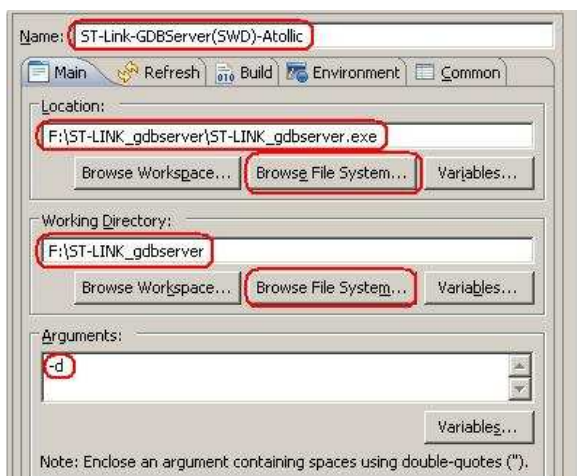 Name: ST-Link-GDBServer(SWD)-Atollic
Main Refresh 010 Build Environment Common
Location:
F:\ST-LINK_gdbserver\ST-LINK_gdbserver.exe
Browse Workspace... Browse File System... Variables...
Working Directory:
F:\ST-LINK_gdbserver
Browse Workspace... Browse File System... Variables...
Arguments:
-d
Variables...
Note: Enclose an argument containing spaces using double-quotes (").